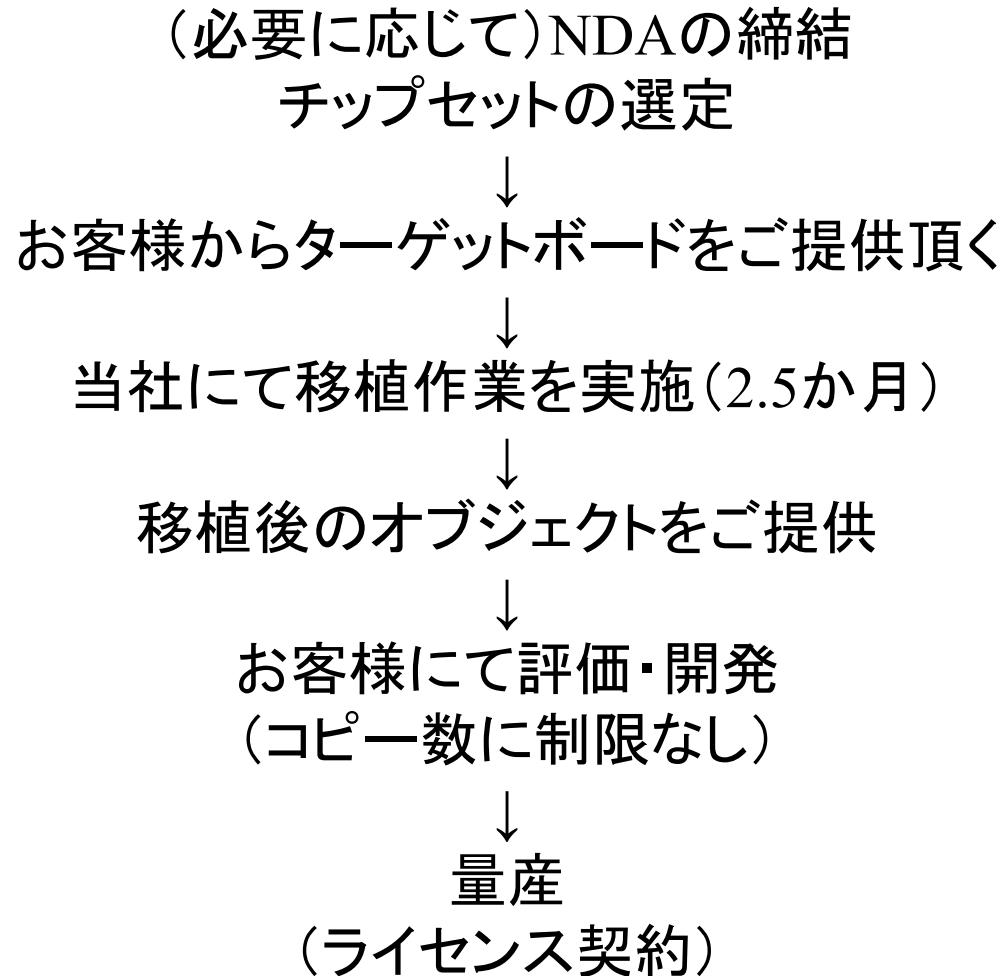 （必要に応じて）NDAの締結
チップセットの選定
↓
お客様からターゲットボードをご提供頂く
↓
当社にて移植作業を実施（2.5か月）
↓
移植後のオブジェクトをご提供
↓
お客様にて評価・開発
（コピー数に制限なし）
↓
量産
（ライセンス契約）